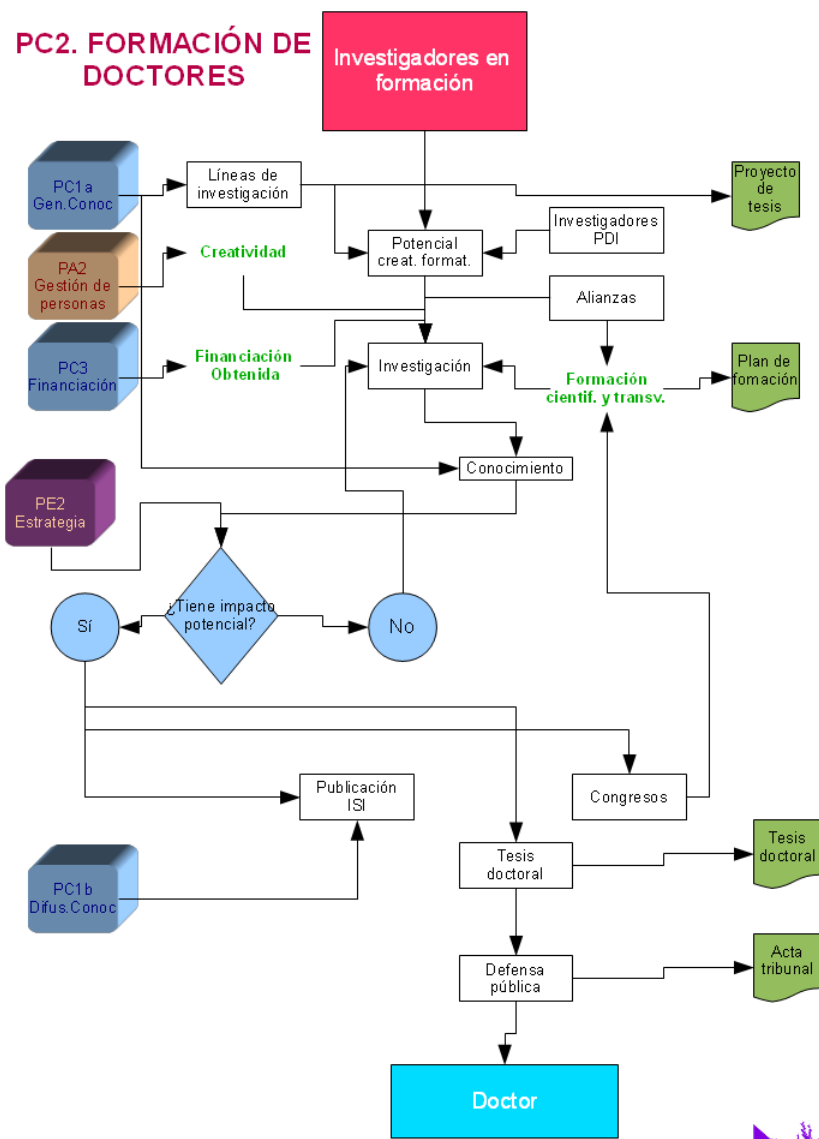 PC2. FORMACIÓN DE
DOCTORES
Investigadores en
formación
PC1a
Gen.Conoc
Líneas de
investigación
Proyecto
de
tesis
Potencial
creat. format.
Investigadores
PDI
PA2
Gestión de
personas
Creatividad
Alianzas
PC3
Financiación
Financiación
Obtenida
Investigación
Formación
cientif. y transv.
Plan de
fomación
Conocimiento
PE2
Estrategia
¿Tiene impacto
potencial?
Sí
No
Publicación
ISI
Congresos
Tesis
doctoral
Tesis
doctoral
PC1b
Difus.Conoc
Defensa
pública
Acta
tribunal
Doctor